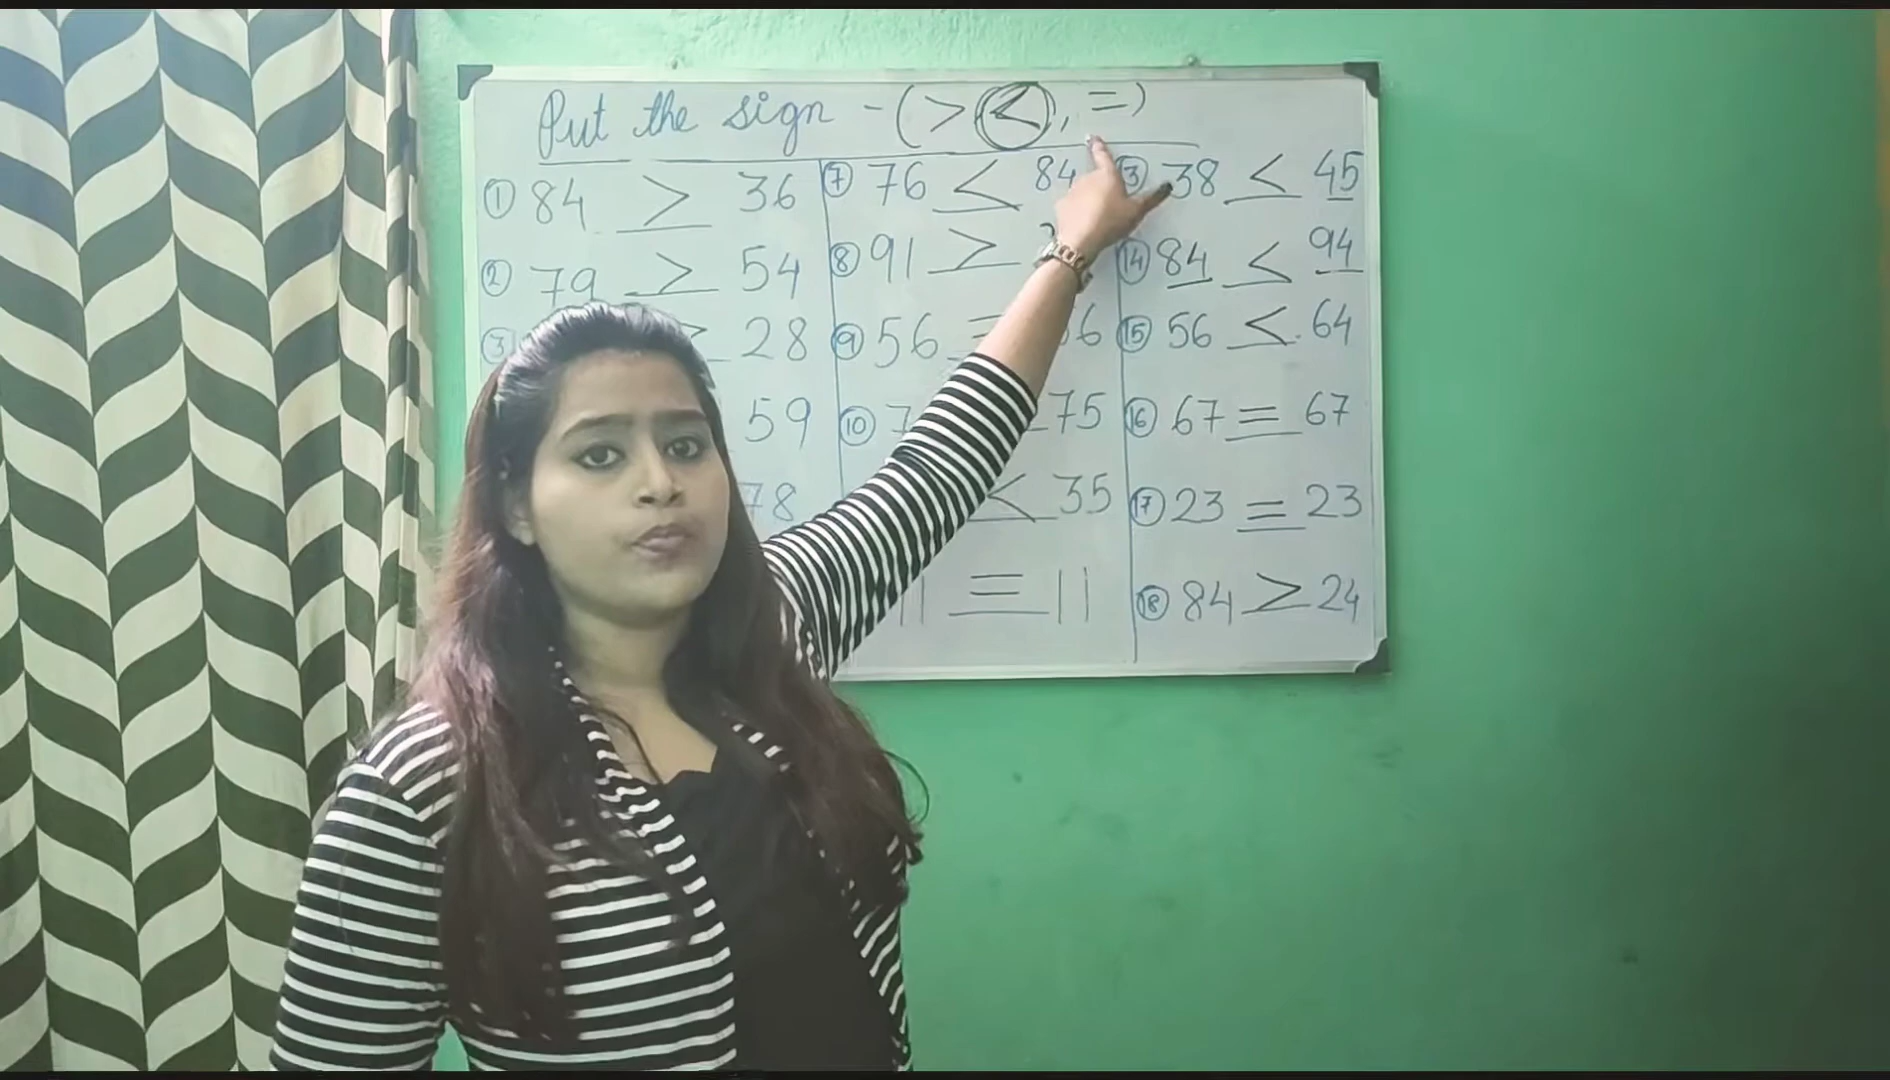 Put the sign - (> <, =)
① 84 > 36
② 79 > 54
③ 28
59
78
⑦ 76 < 84
⑧ 91 >
⑨ 56 = 56
⑩ 7 75
< 35
11 = 11
38 < 45
⑭ 84 < 94
⑮ 56 < 64
⑯ 67 = 67
⑰ 23 = 23
⑱ 84 > 24